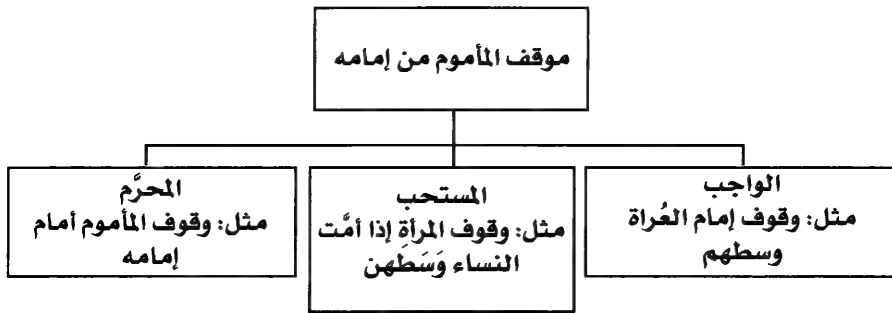 موقف المأموم من إمامه
الواجب
مثل: وقوف إمام العُراة
وسطهم
المستحب
مثل: وقوف المرأة إذا أمَّت
النساء وَسَطَهن
المحرَّم
مثل: وقوف المأموم أمام
إمامه